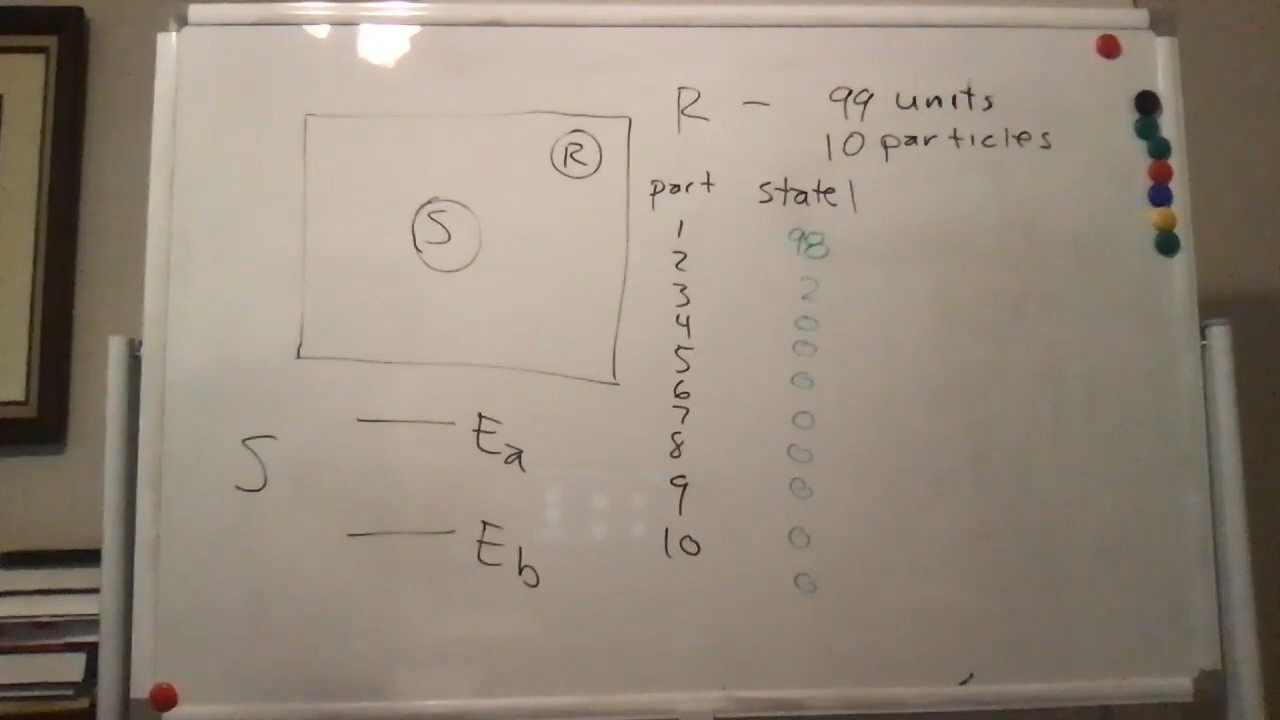 R - 99 units
10 particles
part state 1
1 98
2 2
3 0
4 0
5 0
6 0
7 0
8 0
9 0
10 0
R
S
S
Ea
Eb